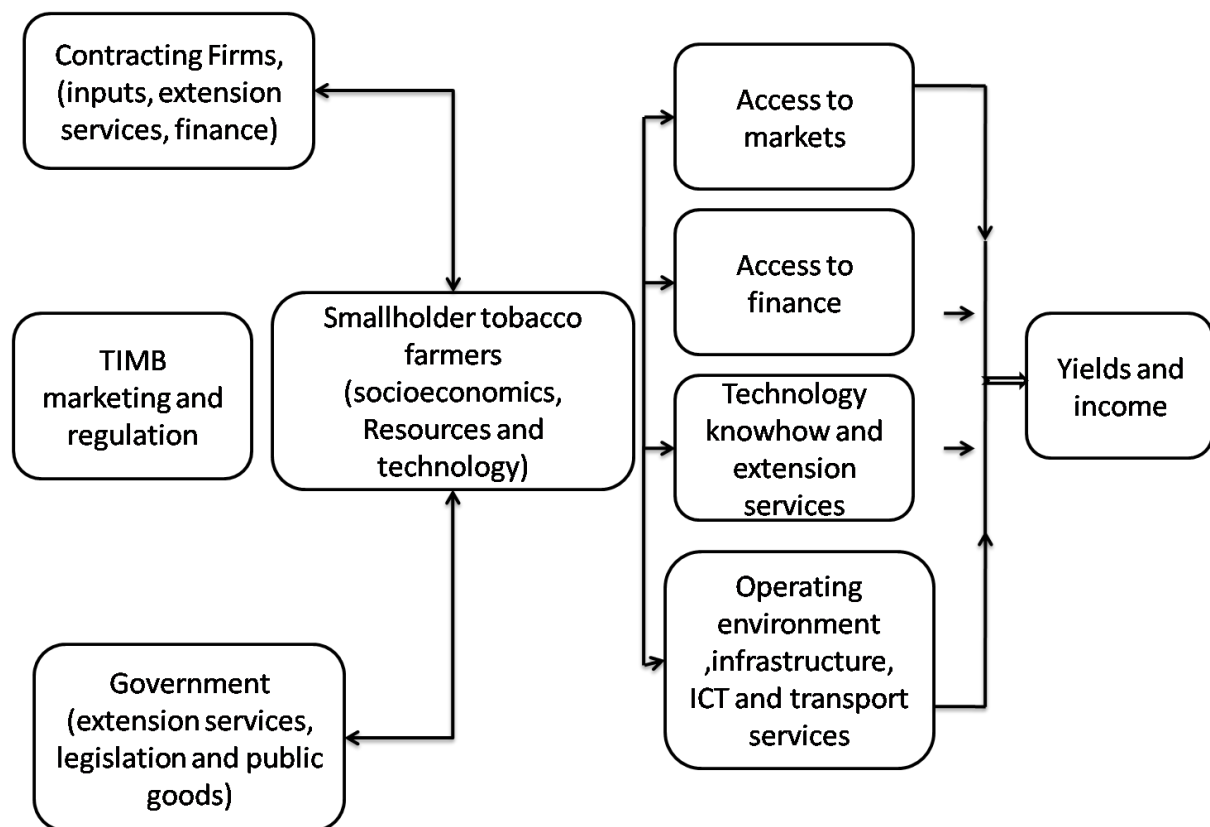 Contracting Firms,
(inputs, extension
services, finance)
TIMB
marketing and
regulation
Government
(extension services,
legislation and public
goods)
Smallholder tobacco
farmers
(socioeconomics,
Resources and
technology)
Access to
markets
Access to
finance
Technology
knowhow and
extension
services
Operating
environment
,infrastructure,
ICT and transport
services
Yields and
income